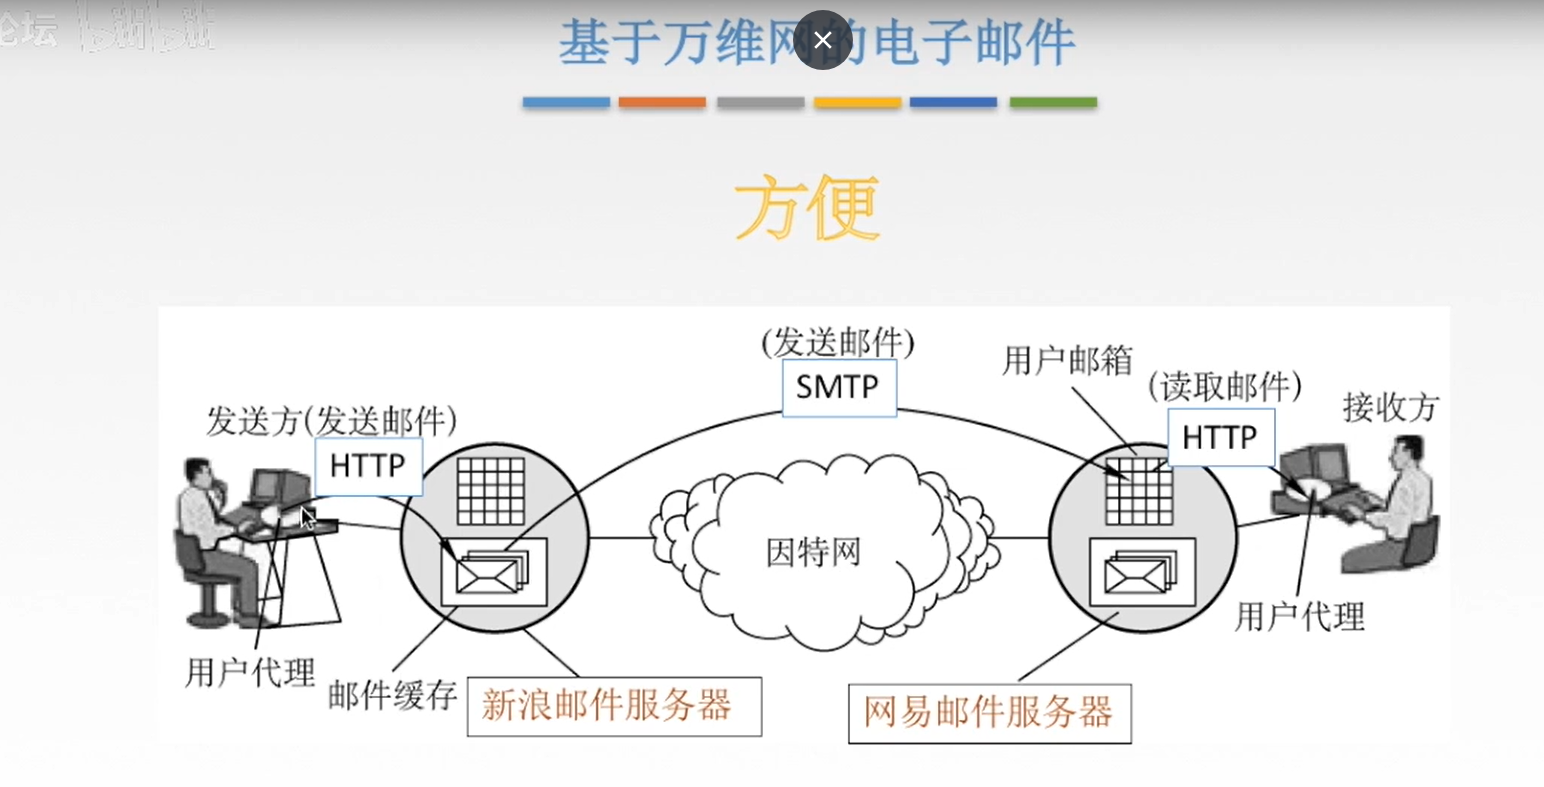 论坛 bilibili
基于万维网的电子邮件
方便
(发送邮件)
SMTP
用户邮箱
(读取邮件)
HTTP
接收方
发送方(发送邮件)
HTTP
因特网
用户代理
用户代理
邮件缓存
新浪邮件服务器
网易邮件服务器